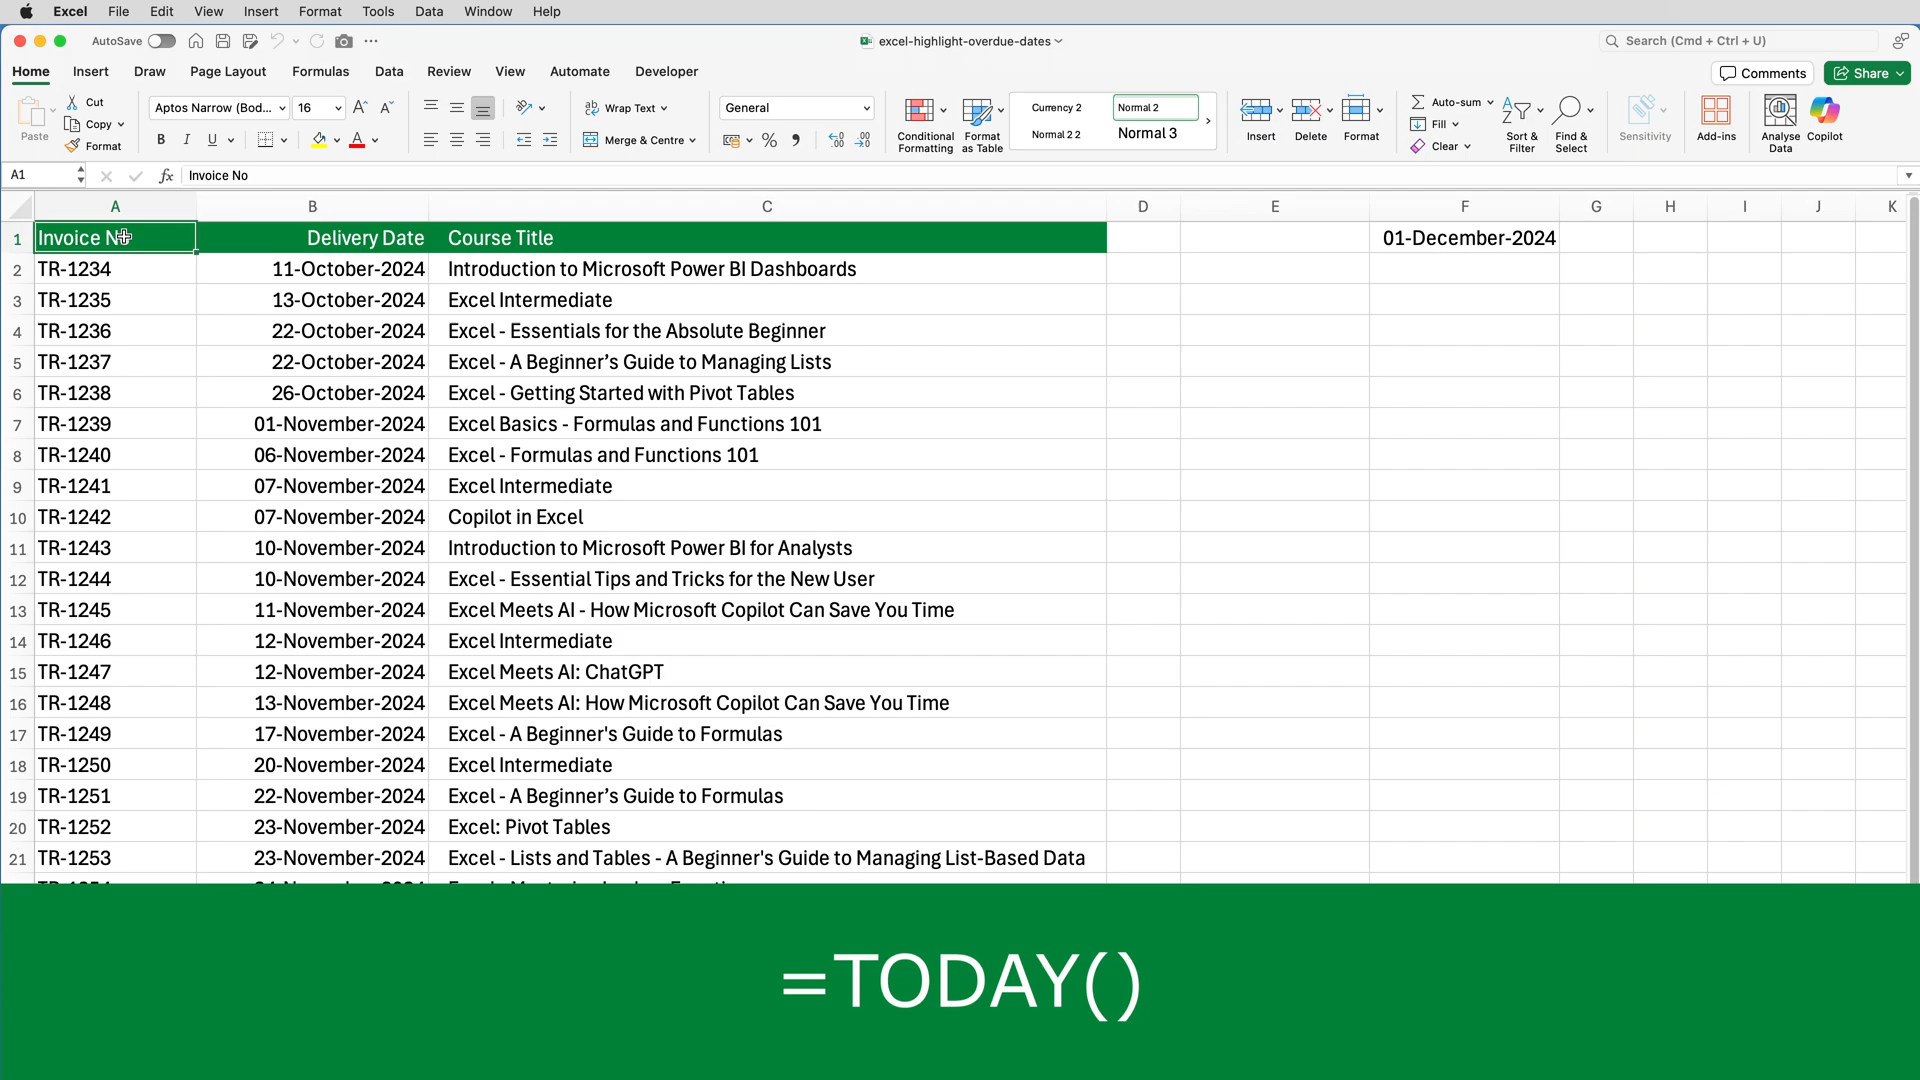 Excel File Edit View Insert Format Tools Data Window Help
AutoSave excel-highlight-overdue-dates Search (Cmd + Ctrl + U)
Home Insert Draw Page Layout Formulas Data Review View Automate Developer Comments Share
Paste
Cut
Copy
Format
Aptos Narrow (Bod... 16
B I U
Wrap Text
Merge & Centre
General
Conditional Formatting
Format as Table
Currency 2 Normal 2
Normal 2 2 Normal 3
Insert Delete Format
Auto-sum
Fill
Clear
Sort & Filter
Find & Select
Sensitivity
Add-ins
Analyse Data
Copilot
A1 fx Invoice No
A B C D E F G H I J K
1 Invoice No Delivery Date Course Title 01-December-2024
2 TR-1234 11-October-2024 Introduction to Microsoft Power BI Dashboards
3 TR-1235 13-October-2024 Excel Intermediate
4 TR-1236 22-October-2024 Excel - Essentials for the Absolute Beginner
5 TR-1237 22-October-2024 Excel - A Beginner’s Guide to Managing Lists
6 TR-1238 26-October-2024 Excel - Getting Started with Pivot Tables
7 TR-1239 01-November-2024 Excel Basics - Formulas and Functions 101
8 TR-1240 06-November-2024 Excel - Formulas and Functions 101
9 TR-1241 07-November-2024 Excel Intermediate
10 TR-1242 07-November-2024 Copilot in Excel
11 TR-1243 10-November-2024 Introduction to Microsoft Power BI for Analysts
12 TR-1244 10-November-2024 Excel - Essential Tips and Tricks for the New User
13 TR-1245 11-November-2024 Excel Meets AI - How Microsoft Copilot Can Save You Time
14 TR-1246 12-November-2024 Excel Intermediate
15 TR-1247 12-November-2024 Excel Meets AI: ChatGPT
16 TR-1248 13-November-2024 Excel Meets AI: How Microsoft Copilot Can Save You Time
17 TR-1249 17-November-2024 Excel - A Beginner's Guide to Formulas
18 TR-1250 20-November-2024 Excel Intermediate
19 TR-1251 22-November-2024 Excel - A Beginner’s Guide to Formulas
20 TR-1252 23-November-2024 Excel: Pivot Tables
21 TR-1253 23-November-2024 Excel - Lists and Tables - A Beginner's Guide to Managing List-Based Data
=TODAY()